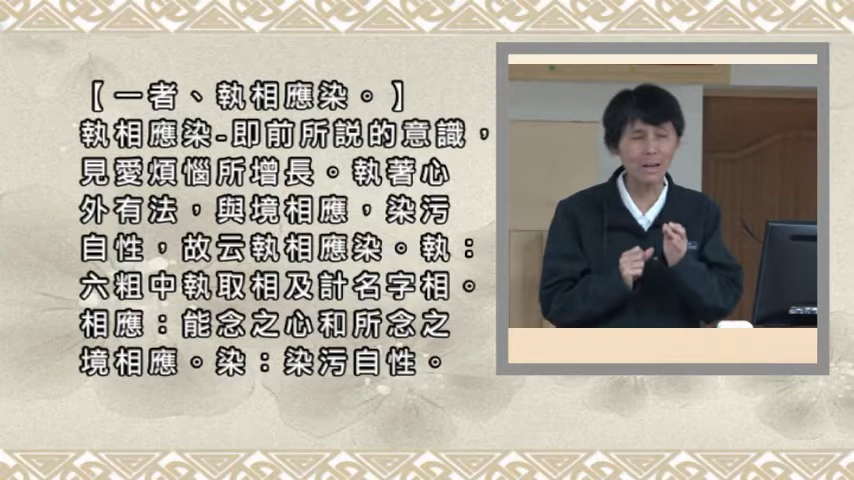 【一者、執相應染。】
執相應染-即前所說的意識，
見愛煩惱所增長。執著心
外有法，與境相應，染污
自性，故云執相應染。執：
六粗中執取相及計名字相。
相應：能念之心和所念之
境相應。染：染污自性。